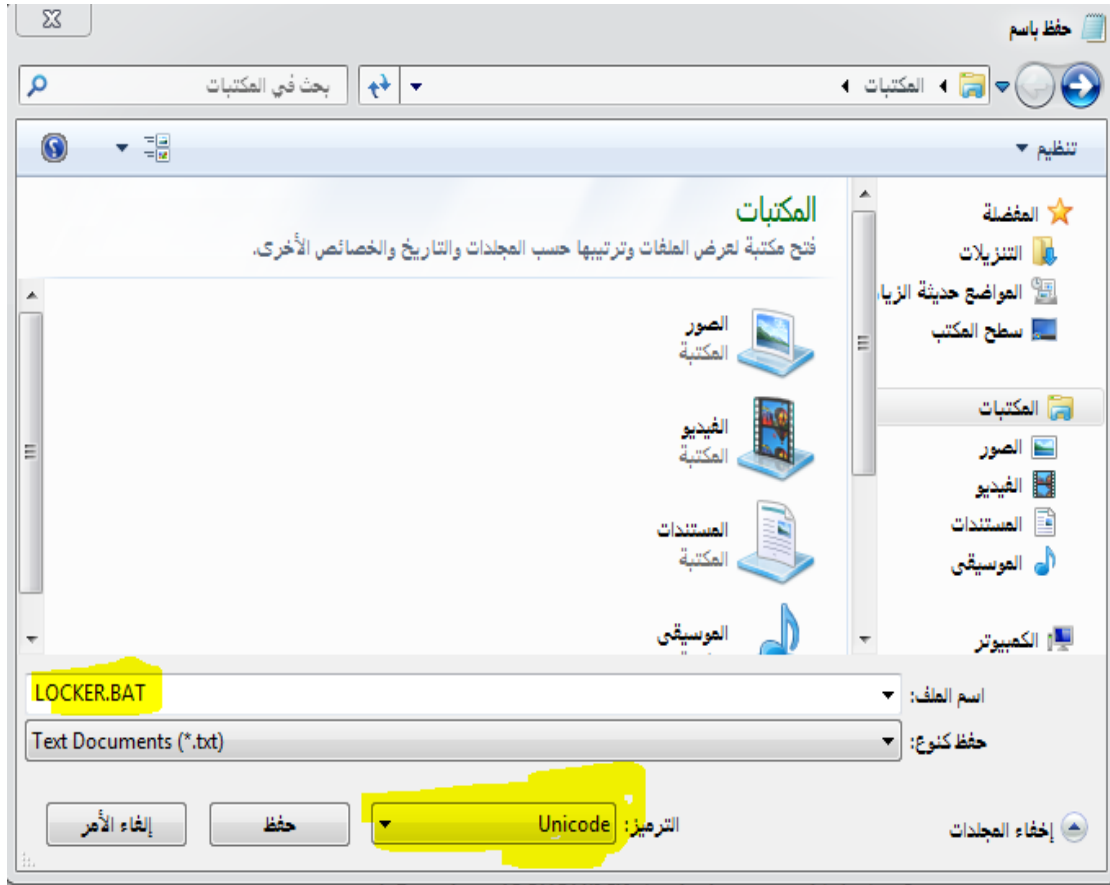 حفظ باسم
المكتبات
بحث في المكتبات
تنظيم
المفضلة
التنزيلات
المواضع حديثة الزيا
سطح المكتب
المكتبات
الصور
الفيديو
المستندات
الموسيقى
الكمبيوتر
المكتبات
فتح مكتبة لعرض الملفات وترتيبها حسب المجلدات والتاريخ والخصائص الأخرى.
الصور
المكتبة
الفيديو
المكتبة
المستندات
المكتبة
الموسيقى
اسم الملف: LOCKER.BAT
حفظ كنوع: Text Documents (*.txt)
إخفاء المجلدات
الترميز: Unicode
حفظ
إلغاء الأمر